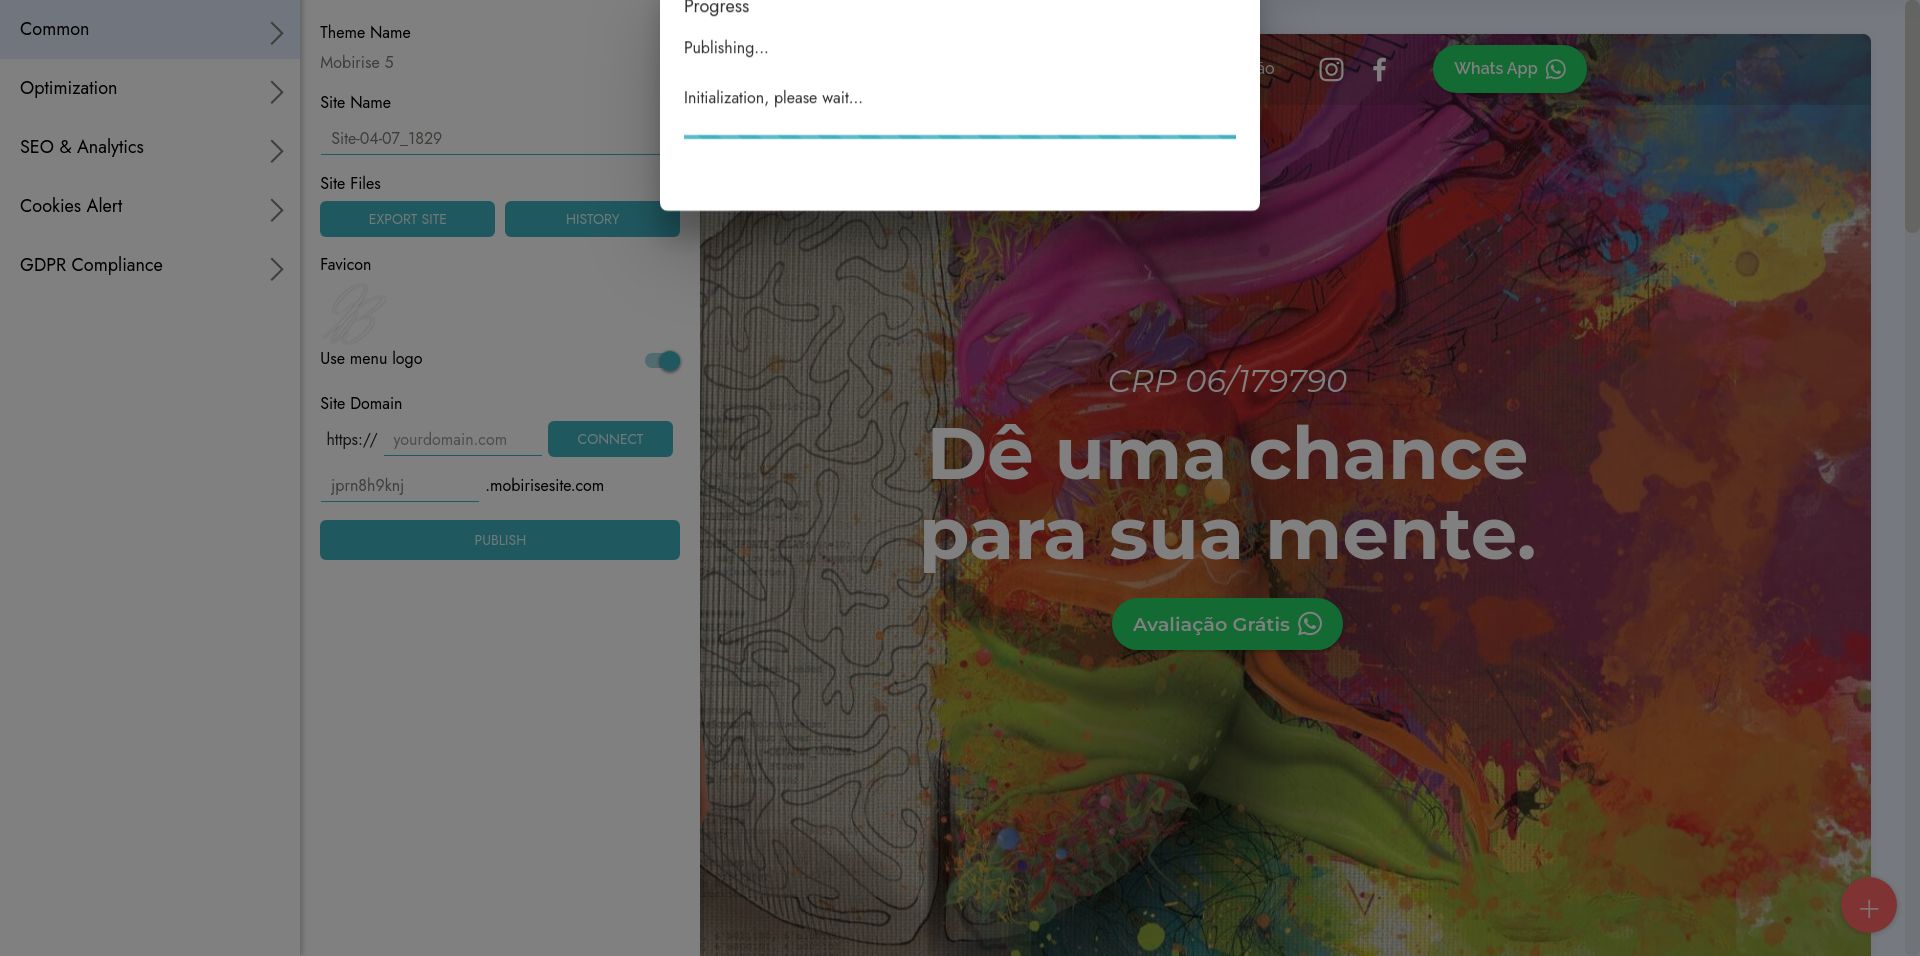 Common
Optimization
SEO & Analytics
Cookies Alert
GDPR Compliance
Theme Name
Mobirise 5
Site Name
Site-04-07_1829
Site Files
EXPORT SITE
HISTORY
Favicon
Use menu logo
Site Domain
https://
yourdomain.com
CONNECT
jprn8h9knj
.mobirisesite.com
PUBLISH
Progress
Publishing...
Initialization, please wait...
ão
Whats App
CRP 06/179790
Dê uma chance
para sua mente.
Avaliação Grátis